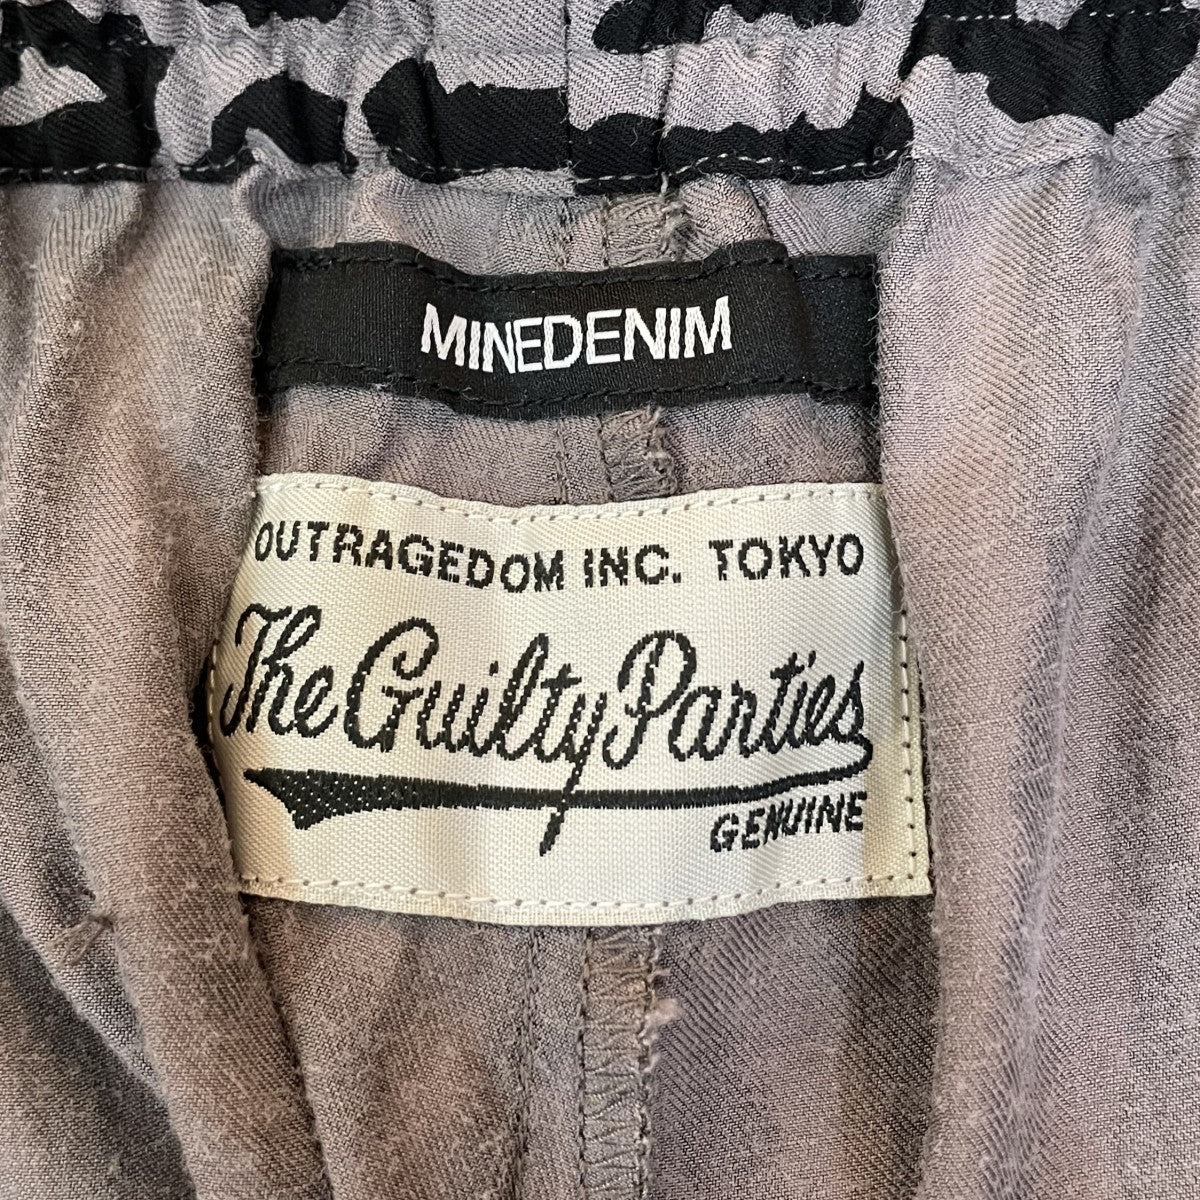 MINEDENIM
OUTRAGEDOM INC. TOKYO
The Guilty Parties
GENUINE